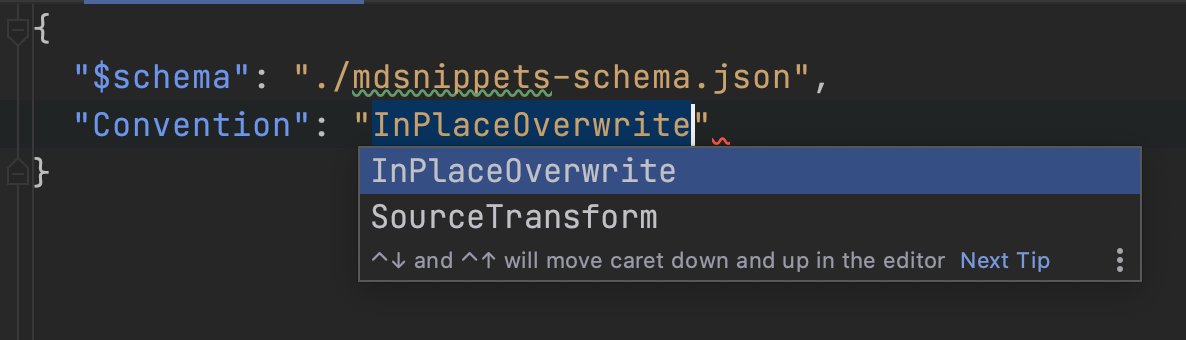 {
"$schema": "./mdsnippets-schema.json",
"Convention": "InPlaceOverwrite"
}
InPlaceOverwrite
SourceTransform
^↓ and ^↑ will move caret down and up in the editor Next Tip